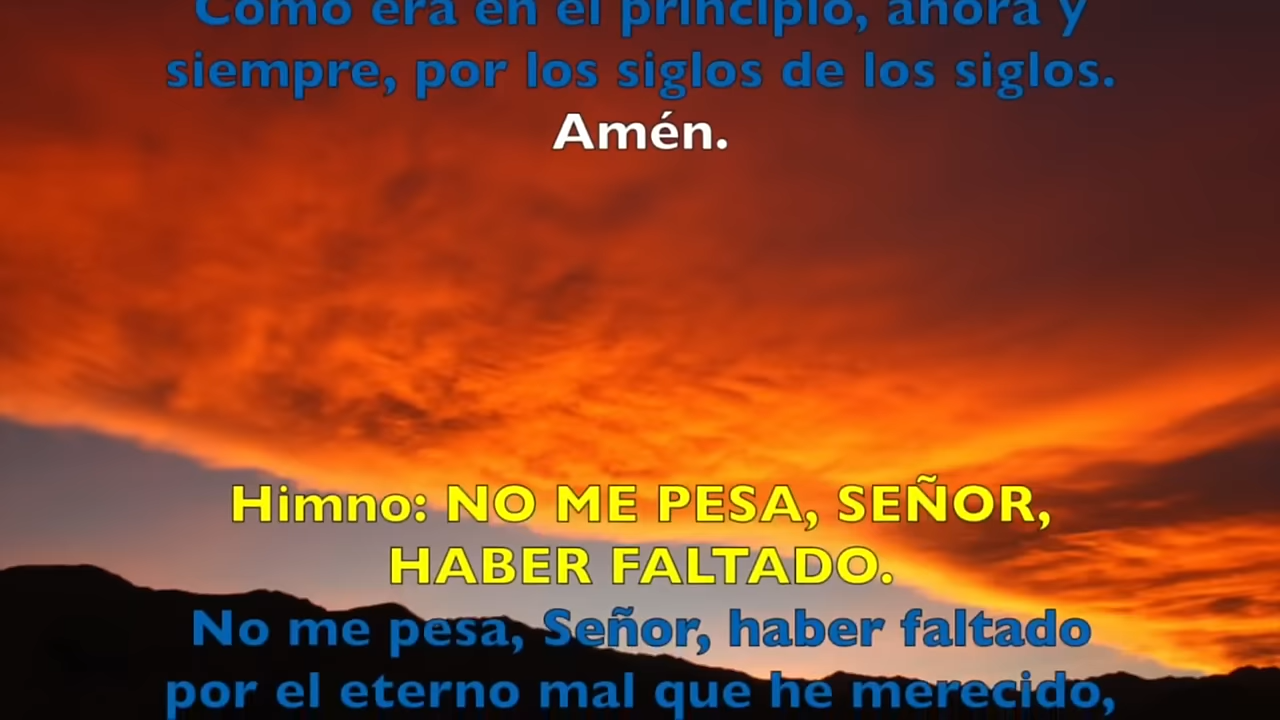 Como era en el principio, ahora y
siempre, por los siglos de los siglos.
Amén.
Himno: NO ME PESA, SEÑOR,
HABER FALTADO.
No me pesa, Señor, haber faltado
por el eterno mal que he merecido,